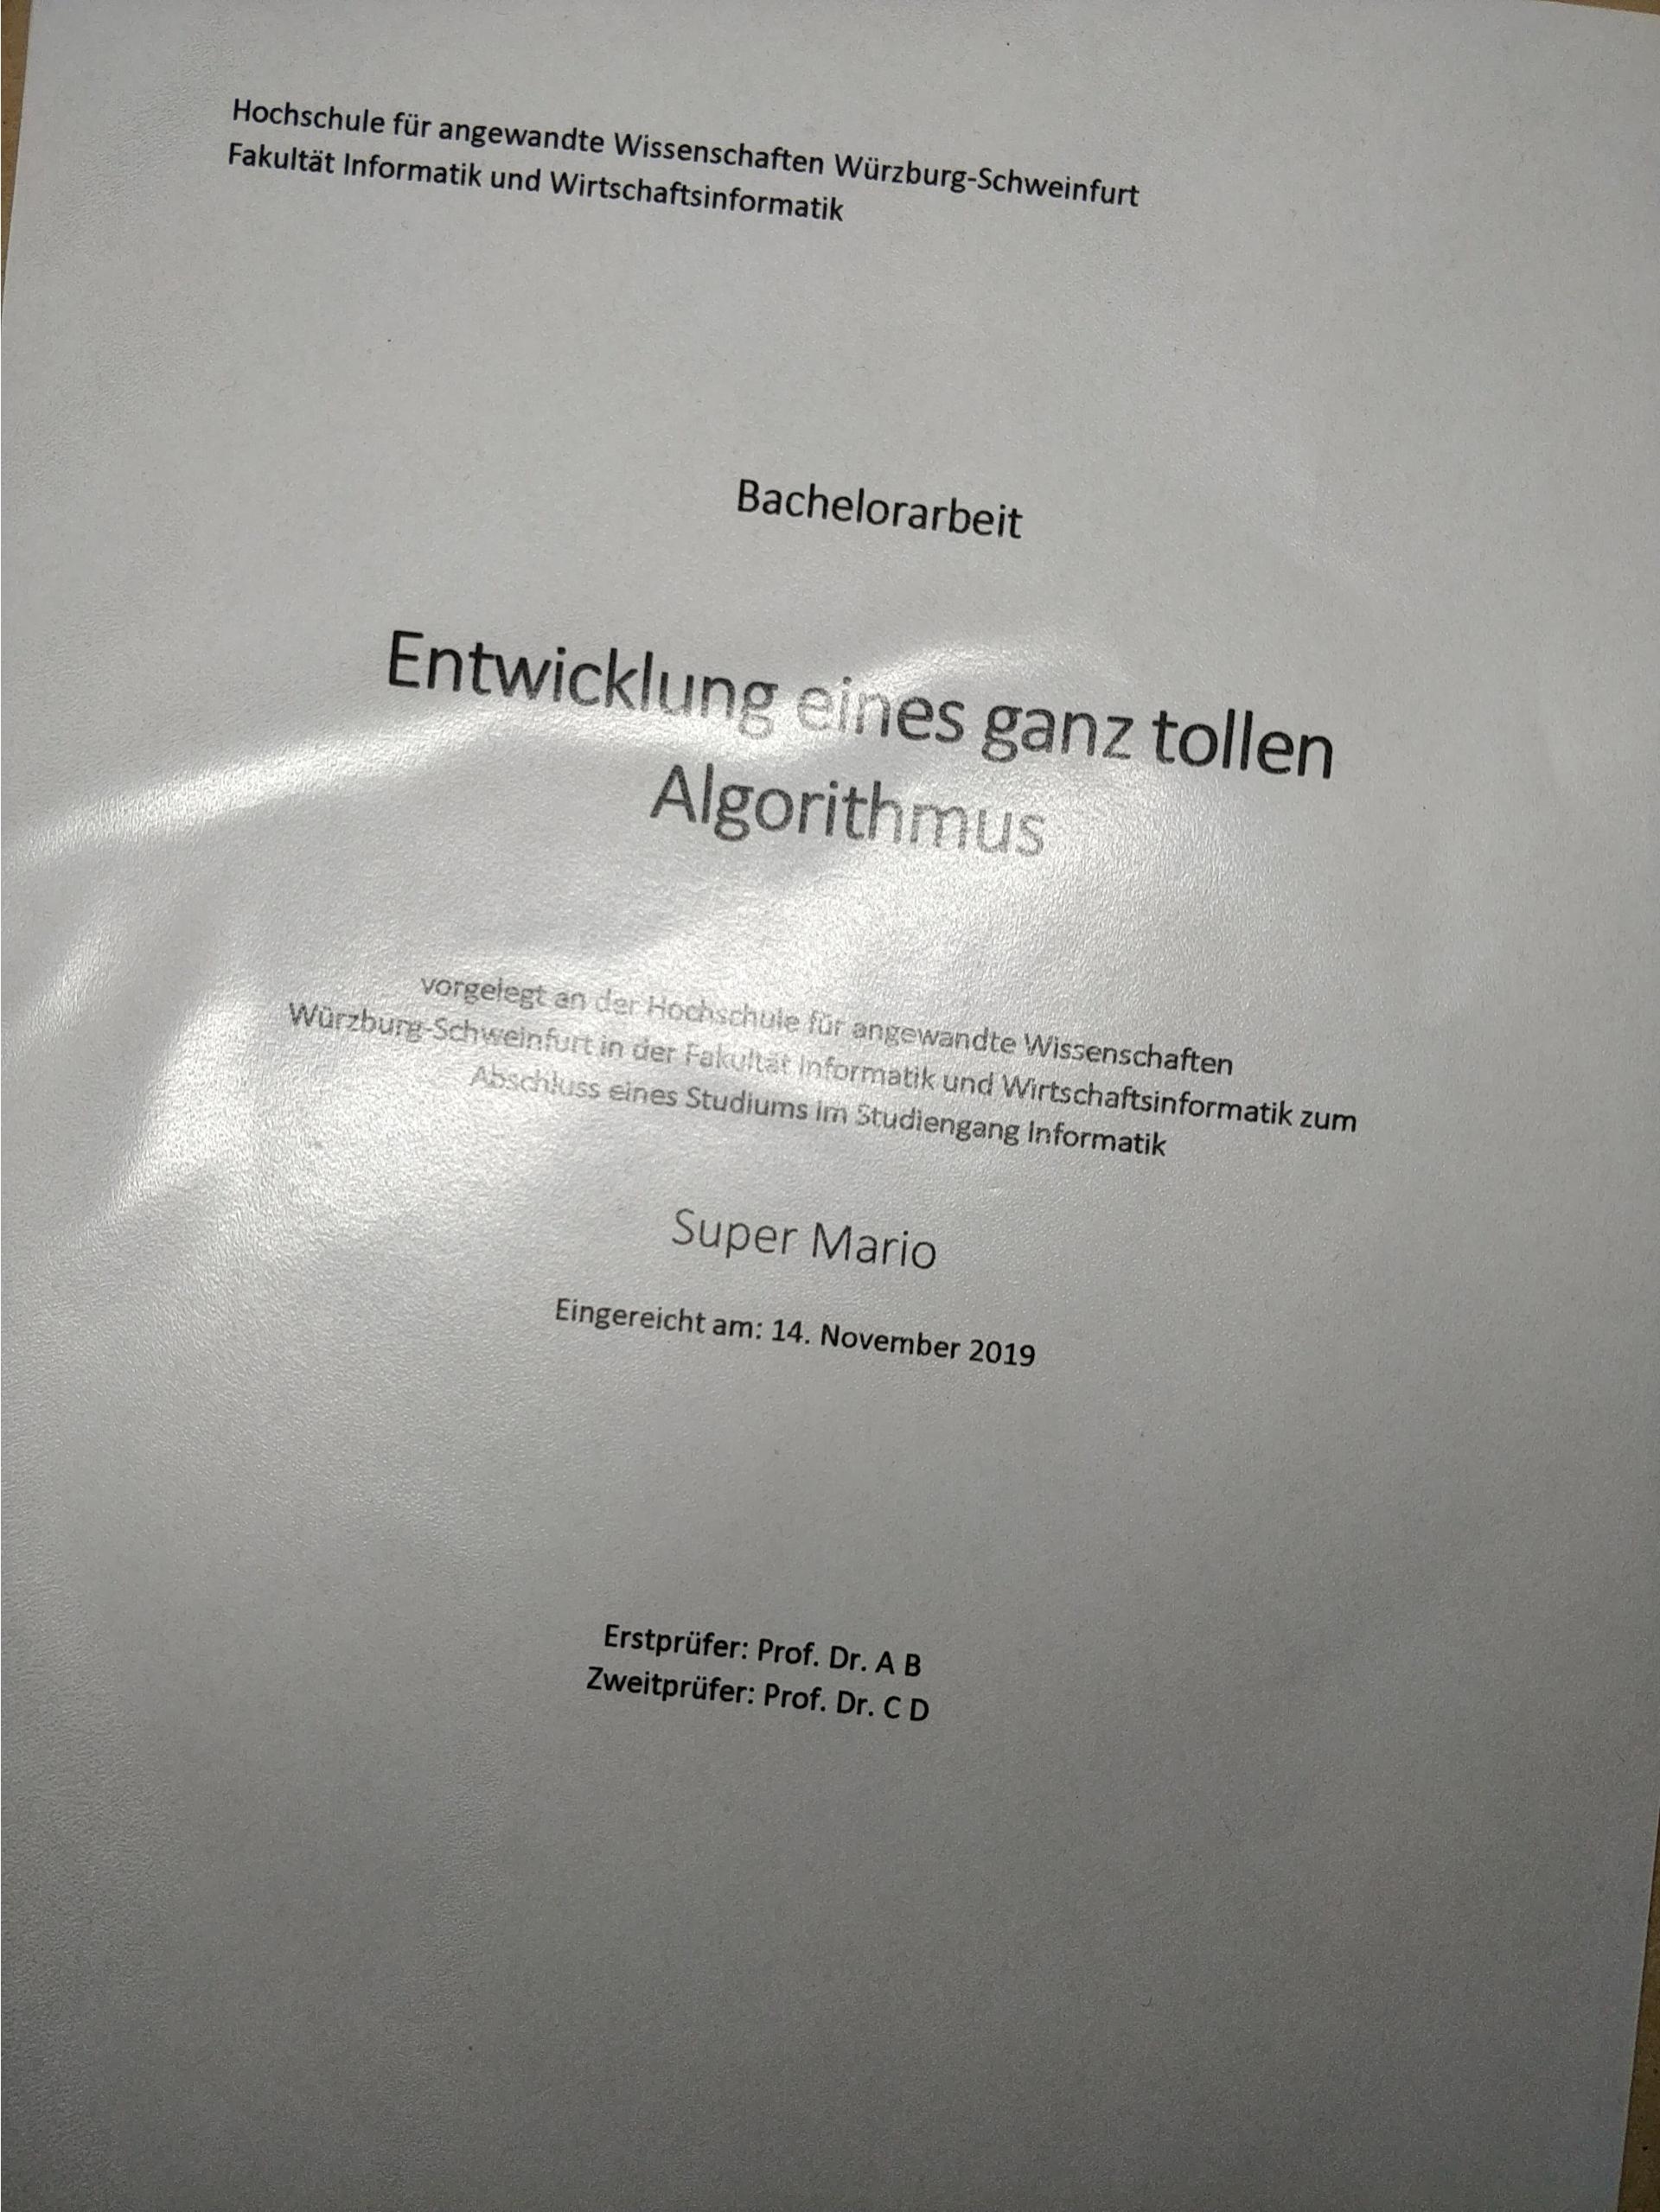 Hochschule für angewandte Wissenschaften Würzburg-Schweinfurt
Fakultät Informatik und Wirtschaftsinformatik
Bachelorarbeit
Entwicklung eines ganz tollen
Algorithmus
vorgelegt an der Hochschule für angewandte Wissenschaften
Würzburg-Schweinfurt in der Fakultät Informatik und Wirtschaftsinformatik zum
Abschluss eines Studiums im Studiengang Informatik
Super Mario
Eingereicht am: 14. November 2019
Erstprüfer: Prof. Dr. A B
Zweitprüfer: Prof. Dr. C D